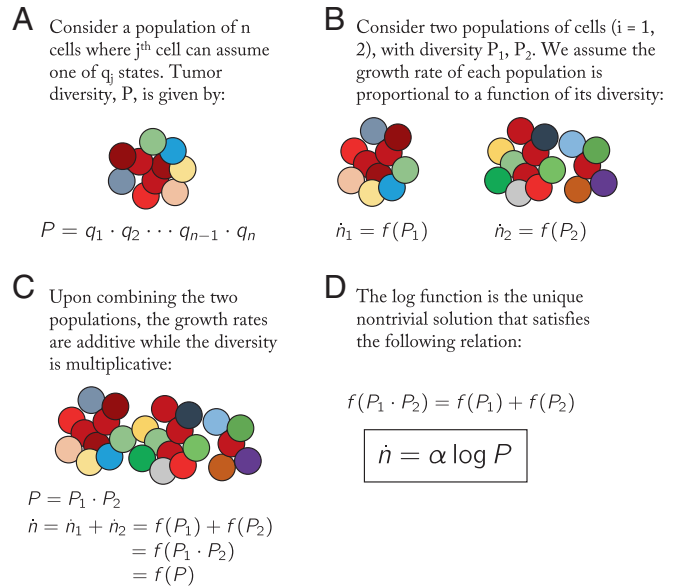 A
Consider a population of n
cells where jᵗʰ cell can assume
one of qⱼ states. Tumor
diversity, P, is given by:
P = q₁ · q₂ · · · qₙ₋₁ · qₙ
B
Consider two populations of cells (i = 1,
2), with diversity P₁, P₂. We assume the
growth rate of each population is
proportional to a function of its diversity:
ṅ₁ = f(P₁)
ṅ₂ = f(P₂)
C
Upon combining the two
populations, the growth rates
are additive while the diversity
is multiplicative:
P = P₁ · P₂
ṅ = ṅ₁ + ṅ₂ = f(P₁) + f(P₂)
= f(P₁ · P₂)
= f(P)
D
The log function is the unique
nontrivial solution that satisfies
the following relation:
f(P₁ · P₂) = f(P₁) + f(P₂)
ṅ = α log P